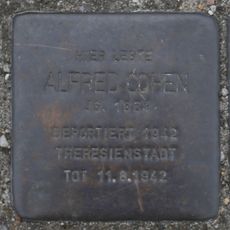 HIER LEBTE
ALFRED COHEN
JG.
DEPORTIERT 1942
THERESIENSTADT
TOT 11.8.1942